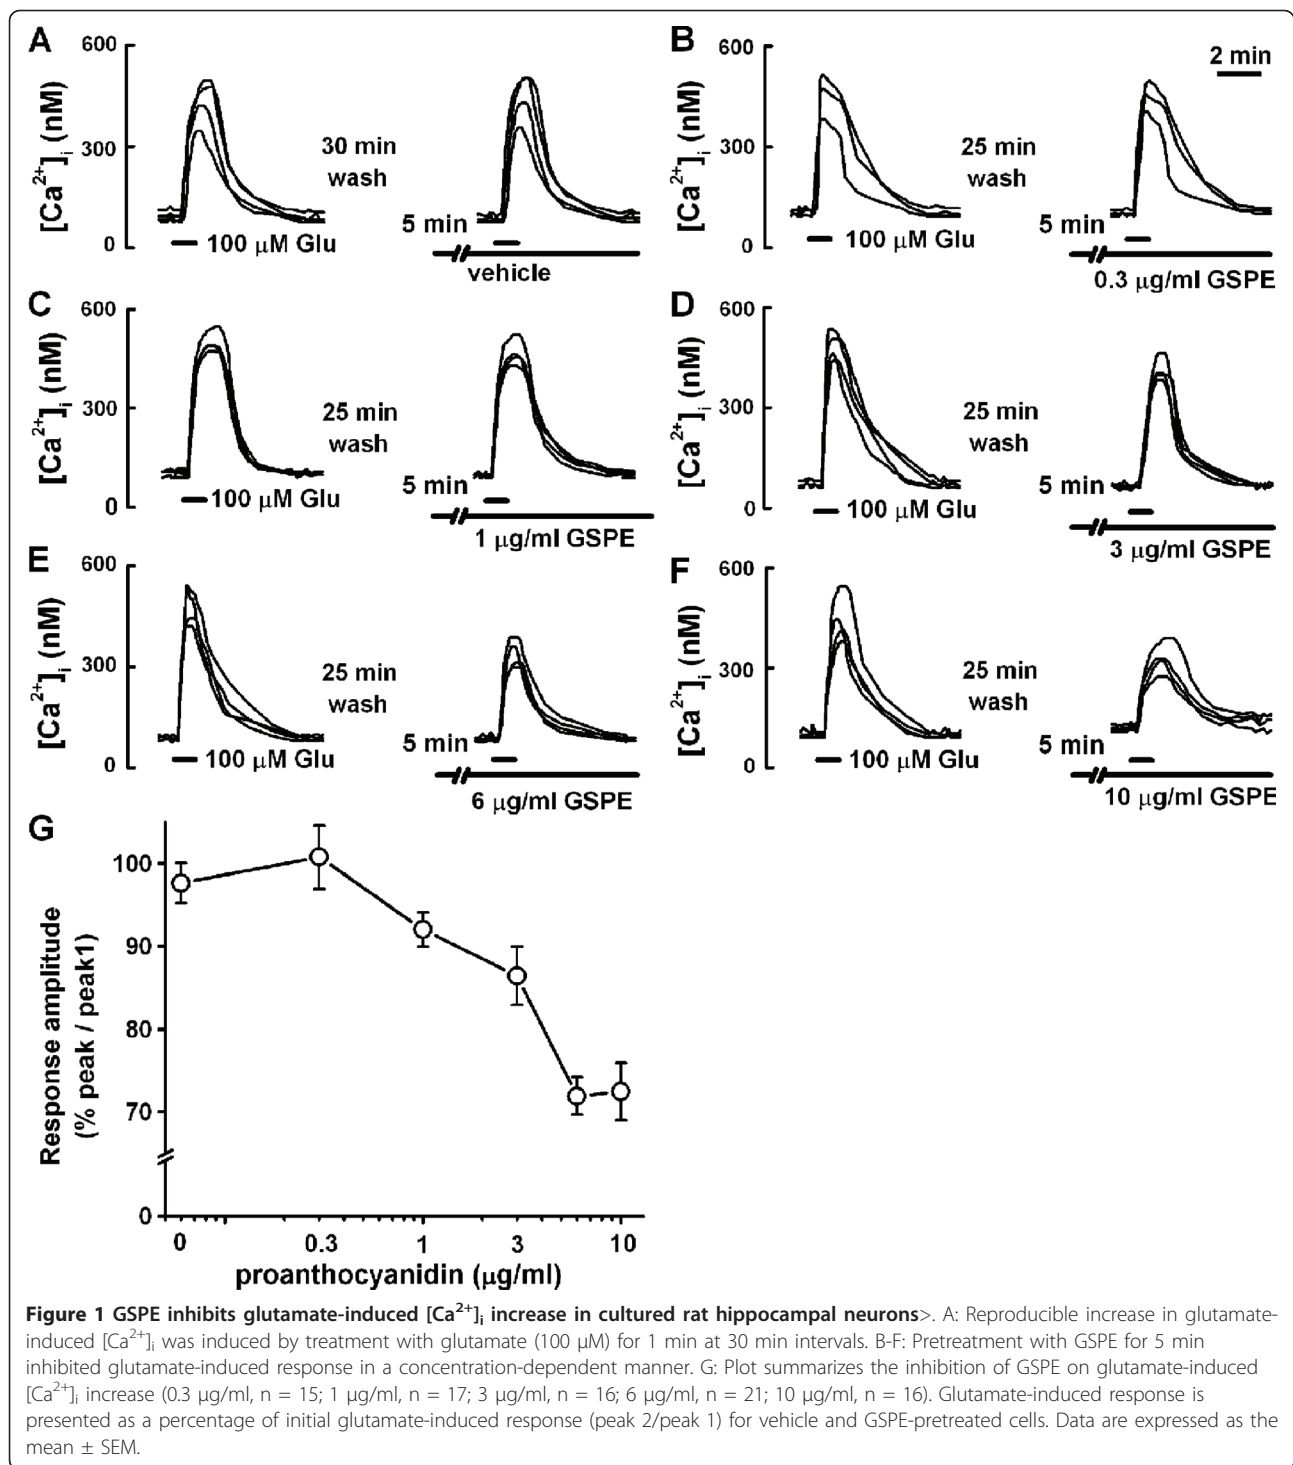 A
600
300
0
[Ca2+]i (nM)
30 min
wash
100 μM Glu
5 min
vehicle
B
600
300
0
[Ca2+]i (nM)
2 min
25 min
wash
100 μM Glu
5 min
0.3 μg/ml GSPE
C
600
300
0
[Ca2+]i (nM)
25 min
wash
100 μM Glu
5 min
1 μg/ml GSPE
D
600
300
0
[Ca2+]i (nM)
25 min
wash
100 μM Glu
5 min
3 μg/ml GSPE
E
600
300
0
[Ca2+]i (nM)
25 min
wash
100 μM Glu
5 min
6 μg/ml GSPE
F
600
300
0
[Ca2+]i (nM)
25 min
wash
100 μM Glu
5 min
10 μg/ml GSPE
G
100
90
80
70
0
Response amplitude
(% peak / peak1)
0 0.3 1 3 10
proanthocyanidin (μg/ml)
Figure 1 GSPE inhibits glutamate-induced [Ca2+]i increase in cultured rat hippocampal neurons>. A: Reproducible increase in glutamate-
induced [Ca2+]i was induced by treatment with glutamate (100 μM) for 1 min at 30 min intervals. B-F: Pretreatment with GSPE for 5 min
inhibited glutamate-induced response in a concentration-dependent manner. G: Plot summarizes the inhibition of GSPE on glutamate-induced
[Ca2+]i increase (0.3 μg/ml, n = 15; 1 μg/ml, n = 17; 3 μg/ml, n = 16; 6 μg/ml, n = 21; 10 μg/ml, n = 16). Glutamate-induced response is
presented as a percentage of initial glutamate-induced response (peak 2/peak 1) for vehicle and GSPE-pretreated cells. Data are expressed as the
mean ± SEM.